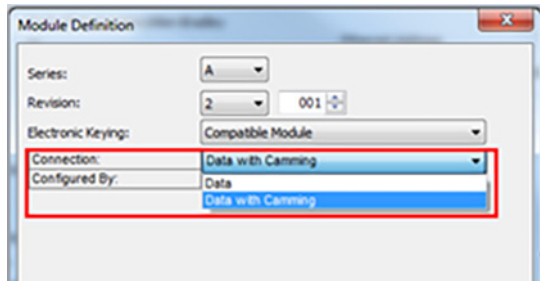 Module Definition
Series: A
Revision: 2 001
Electronic Keying: Compatible Module
Connection: Data with Camming
Configured By: Data
Data with Camming